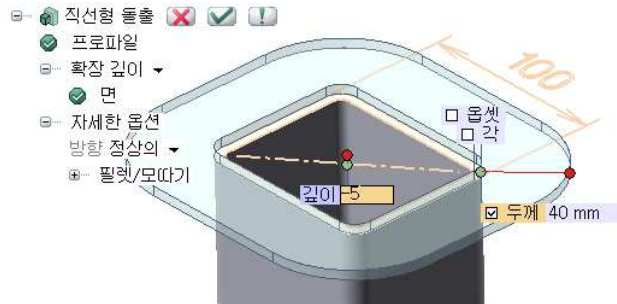 직선형 돌출
프로파일
확장 깊이
면
자세한 옵션
방향 정상의
필렛/모따기
100
옵셋
각
깊이 -5
두께 40 mm